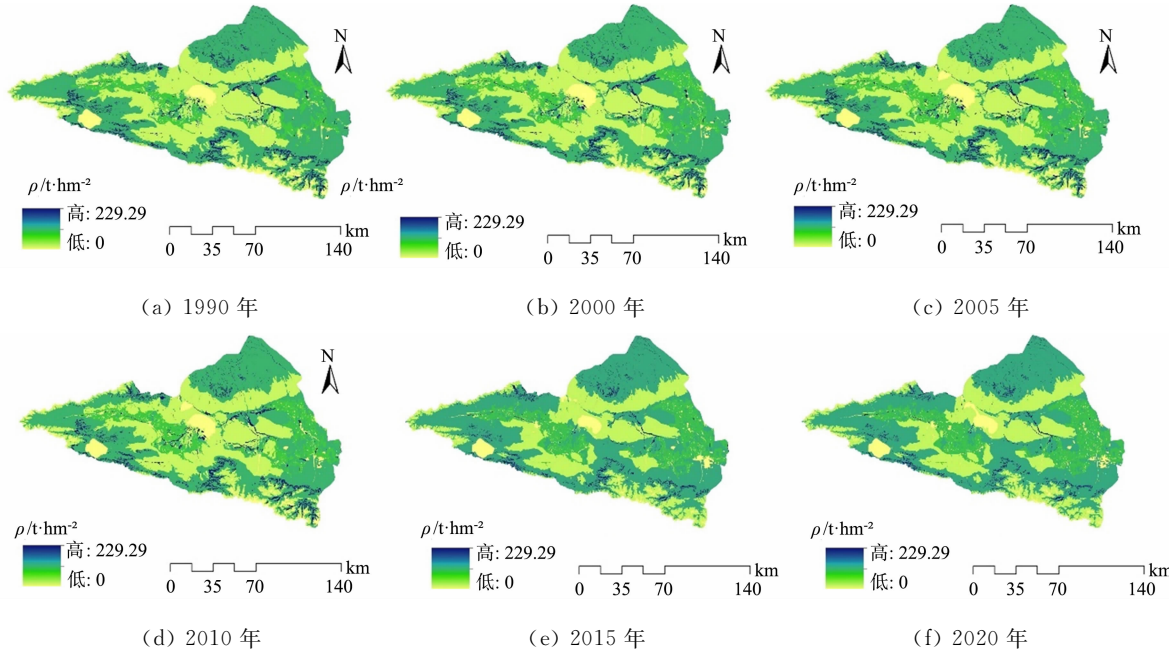 N
N
N
ρ/t·hm⁻²
高: 229.29
低: 0
km
0 35 70 140
ρ/t·hm⁻²
高: 229.29
低: 0
km
0 35 70 140
ρ/t·hm⁻²
高: 229.29
低: 0
km
0 35 70 140
(a) 1990 年
(b) 2000 年
(c) 2005 年
N
ρ/t·hm⁻²
高: 229.29
低: 0
km
0 35 70 140
ρ/t·hm⁻²
高: 229.29
低: 0
km
0 35 70 140
ρ/t·hm⁻²
高: 229.29
低: 0
km
0 35 70 140
(d) 2010 年
(e) 2015 年
(f) 2020 年